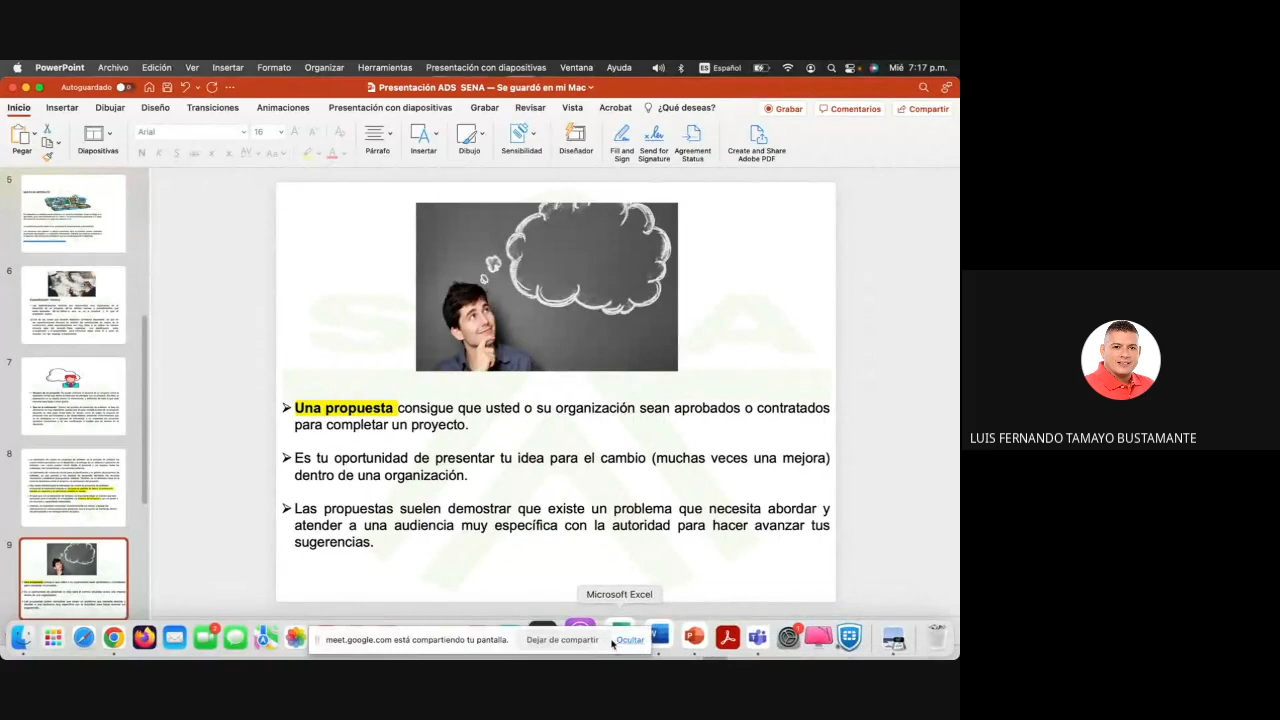 PowerPoint Archivo Edición Ver Insertar Formato Organizar Herramientas Presentación con diapositivas Ventana Ayuda ES Español Mié 7:17 p.m.
Autoguardado Presentación ADS SENA — Se guardó en mi Mac
Inicio Insertar Dibujar Diseño Transiciones Animaciones Presentación con diapositivas Grabar Revisar Vista Acrobat ¿Qué deseas? Grabar Comentarios Compartir
Arial 16
Pegar Diapositivas Párrafo Insertar Dibujo Sensibilidad Diseñador Fill and Sign Send for Signature Agreement Status Create and Share Adobe PDF
5
6
7
8
9
➢ Una propuesta consigue que usted o su organización sean aprobados o contratados
para completar un proyecto.
➢ Es tu oportunidad de presentar tu idea para el cambio (muchas veces una mejora)
dentro de una organización.
➢ Las propuestas suelen demostrar que existe un problema que necesita abordar y
atender a una audiencia muy específica con la autoridad para hacer avanzar tus
sugerencias.
Microsoft Excel
meet.google.com está compartiendo tu pantalla. Dejar de compartir Ocultar
LUIS FERNANDO TAMAYO BUSTAMANTE